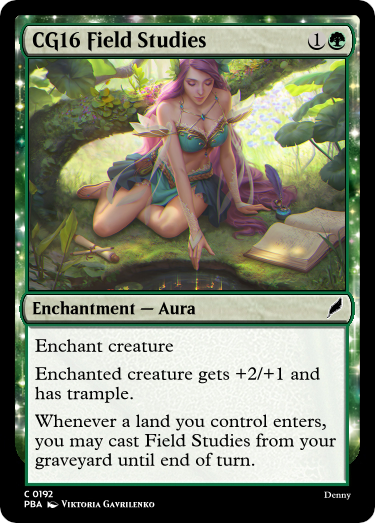 CG16 Field Studies 1
Enchantment — Aura
Enchant creature
Enchanted creature gets +2/+1 and
has trample.
Whenever a land you control enters,
you may cast Field Studies from your
graveyard until end of turn.
C 0192 Denny
PBA Viktoria Gavrilenko